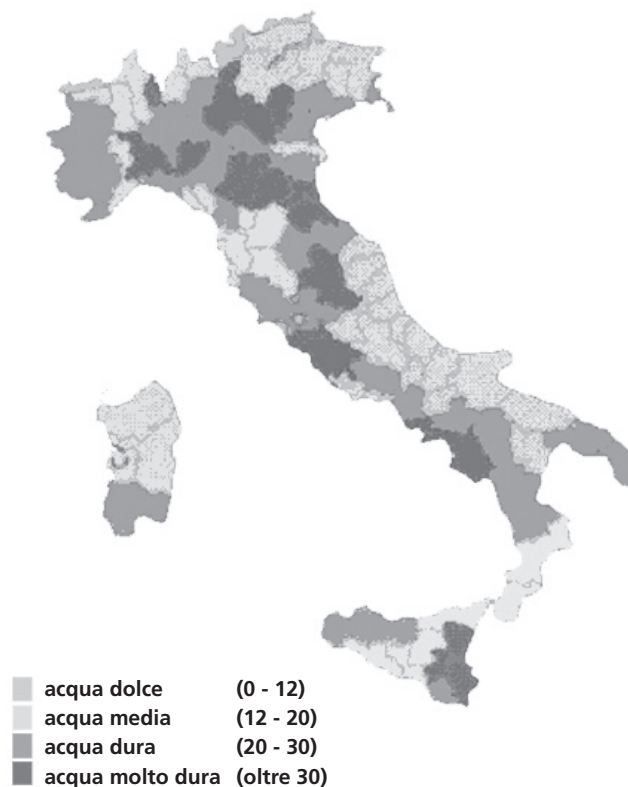 acqua dolce (0 - 12)
acqua media (12 - 20)
acqua dura (20 - 30)
acqua molto dura (oltre 30)